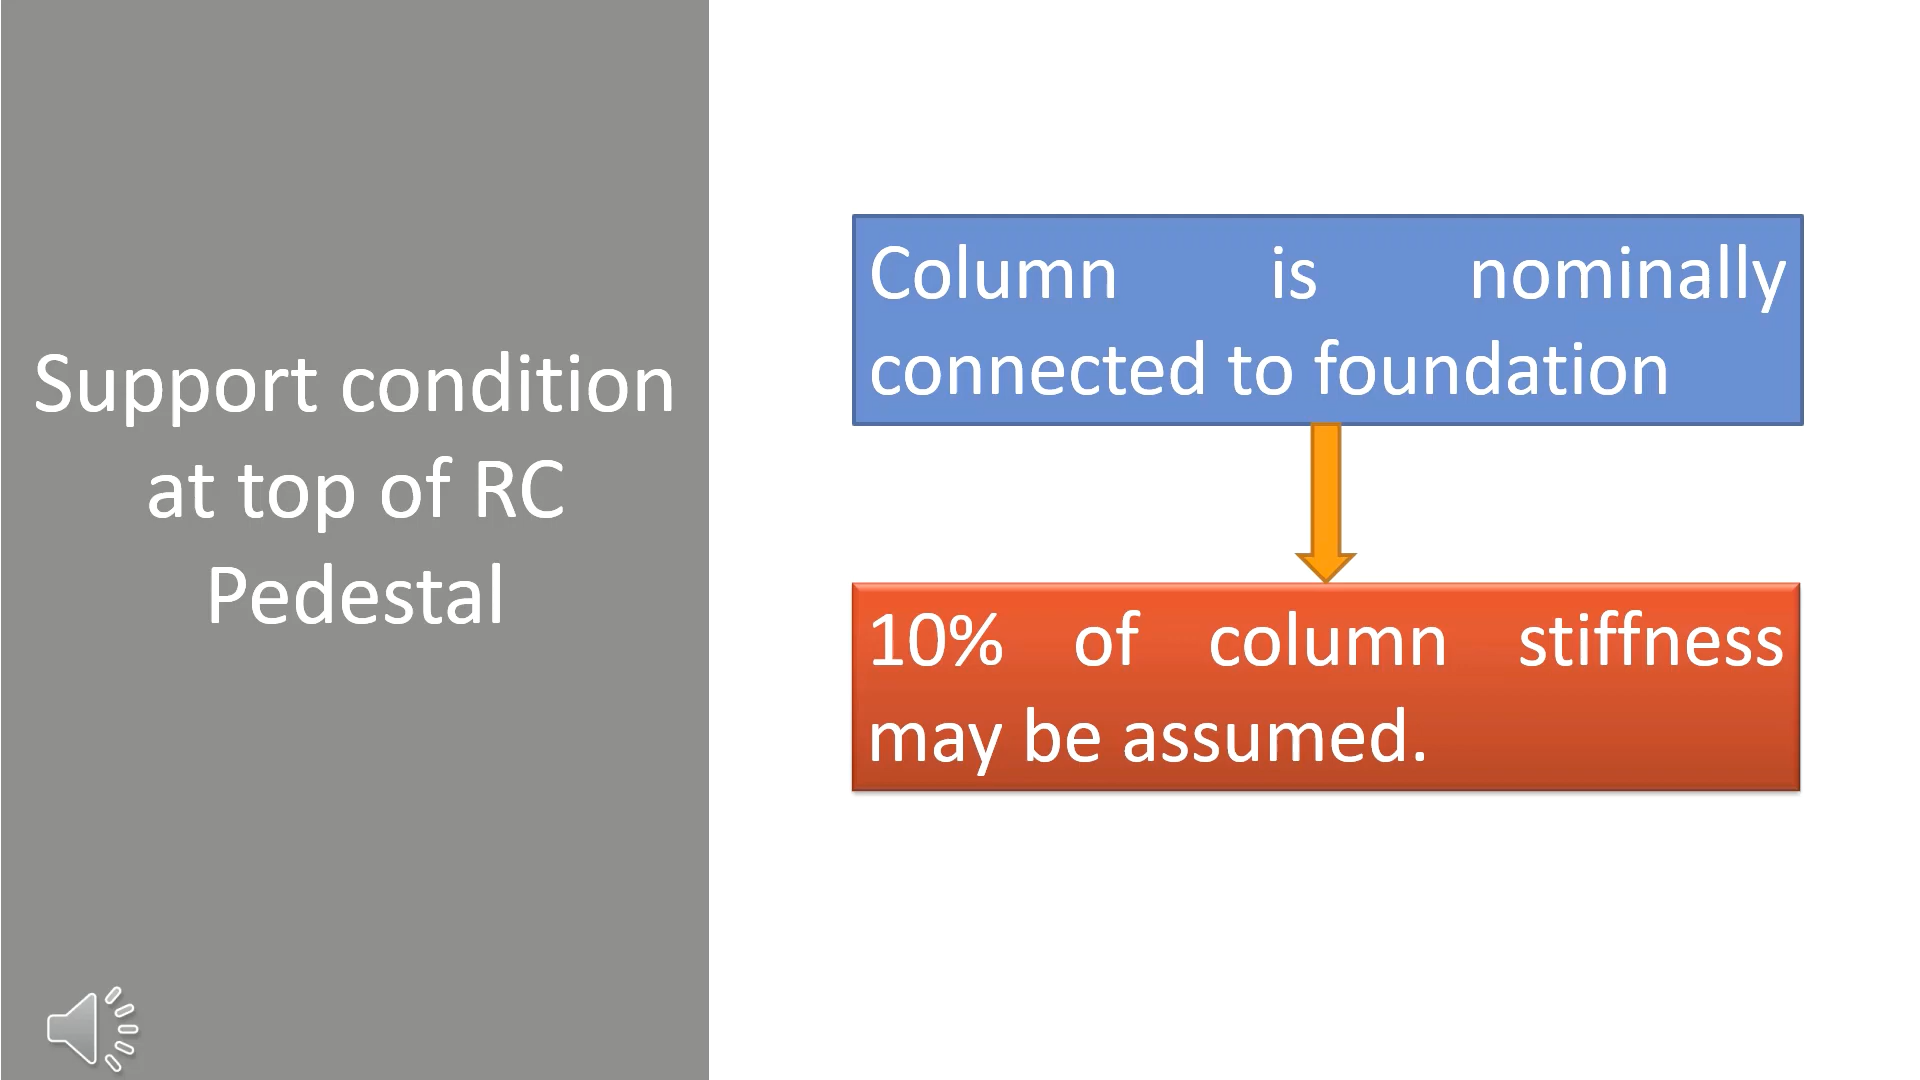 Support condition
at top of RC
Pedestal
Column is nominally
connected to foundation
10% of column stiffness
may be assumed.